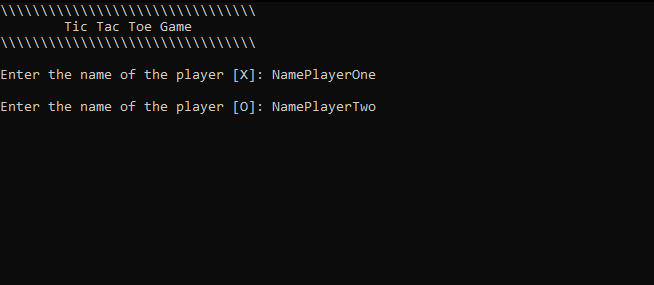 \\\\\\\\\\\\\\\\\\\\\\\\\\\\\\\\
Tic Tac Toe Game
\\\\\\\\\\\\\\\\\\\\\\\\\\\\\\\\
Enter the name of the player [X]: NamePlayerOne
Enter the name of the player [O]: NamePlayerTwo